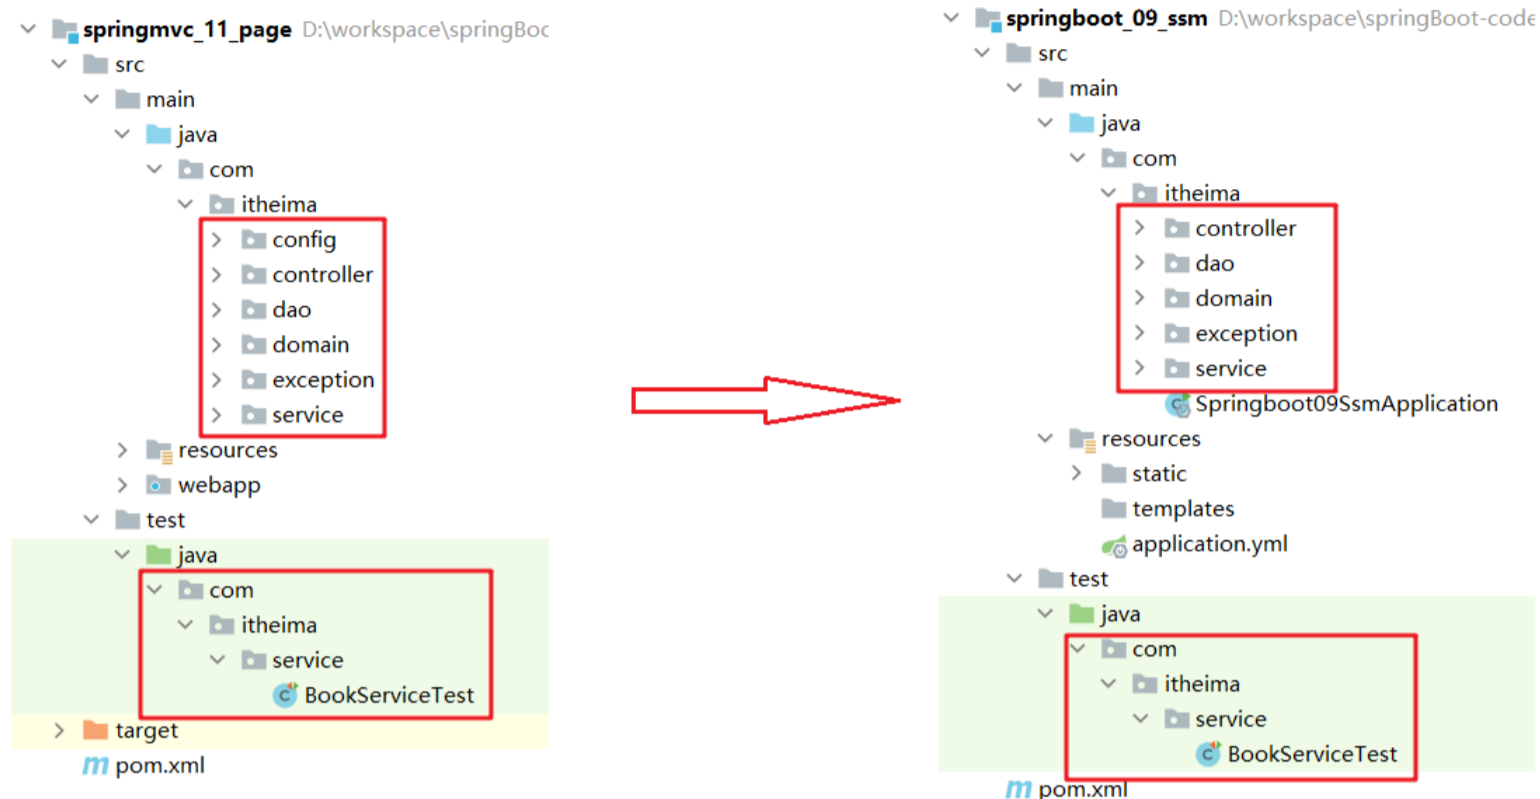 springmvc_11_page D:\workspace\springBoc
src
main
java
com
itheima
config
controller
dao
domain
exception
service
resources
webapp
test
java
com
itheima
service
BookServiceTest
target
pom.xml
springboot_09_ssm D:\workspace\springBoot-code
src
main
java
com
itheima
controller
dao
domain
exception
service
Springboot09SsmApplication
resources
static
templates
application.yml
test
java
com
itheima
service
BookServiceTest
pom.xml